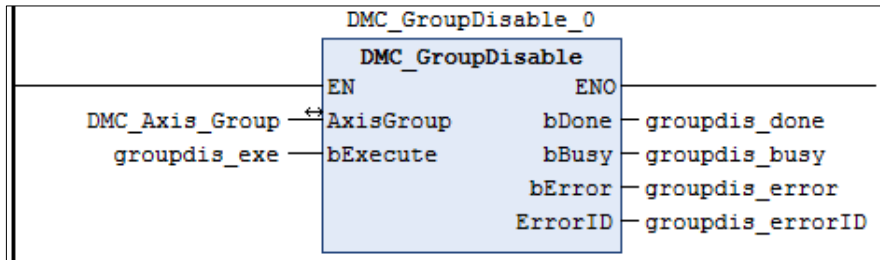 DMC_GroupDisable_0
DMC_GroupDisable
EN ENO
DMC_Axis_Group AxisGroup bDone groupdis_done
groupdis_exe bExecute bBusy groupdis_busy
bError groupdis_error
ErrorID groupdis_errorID